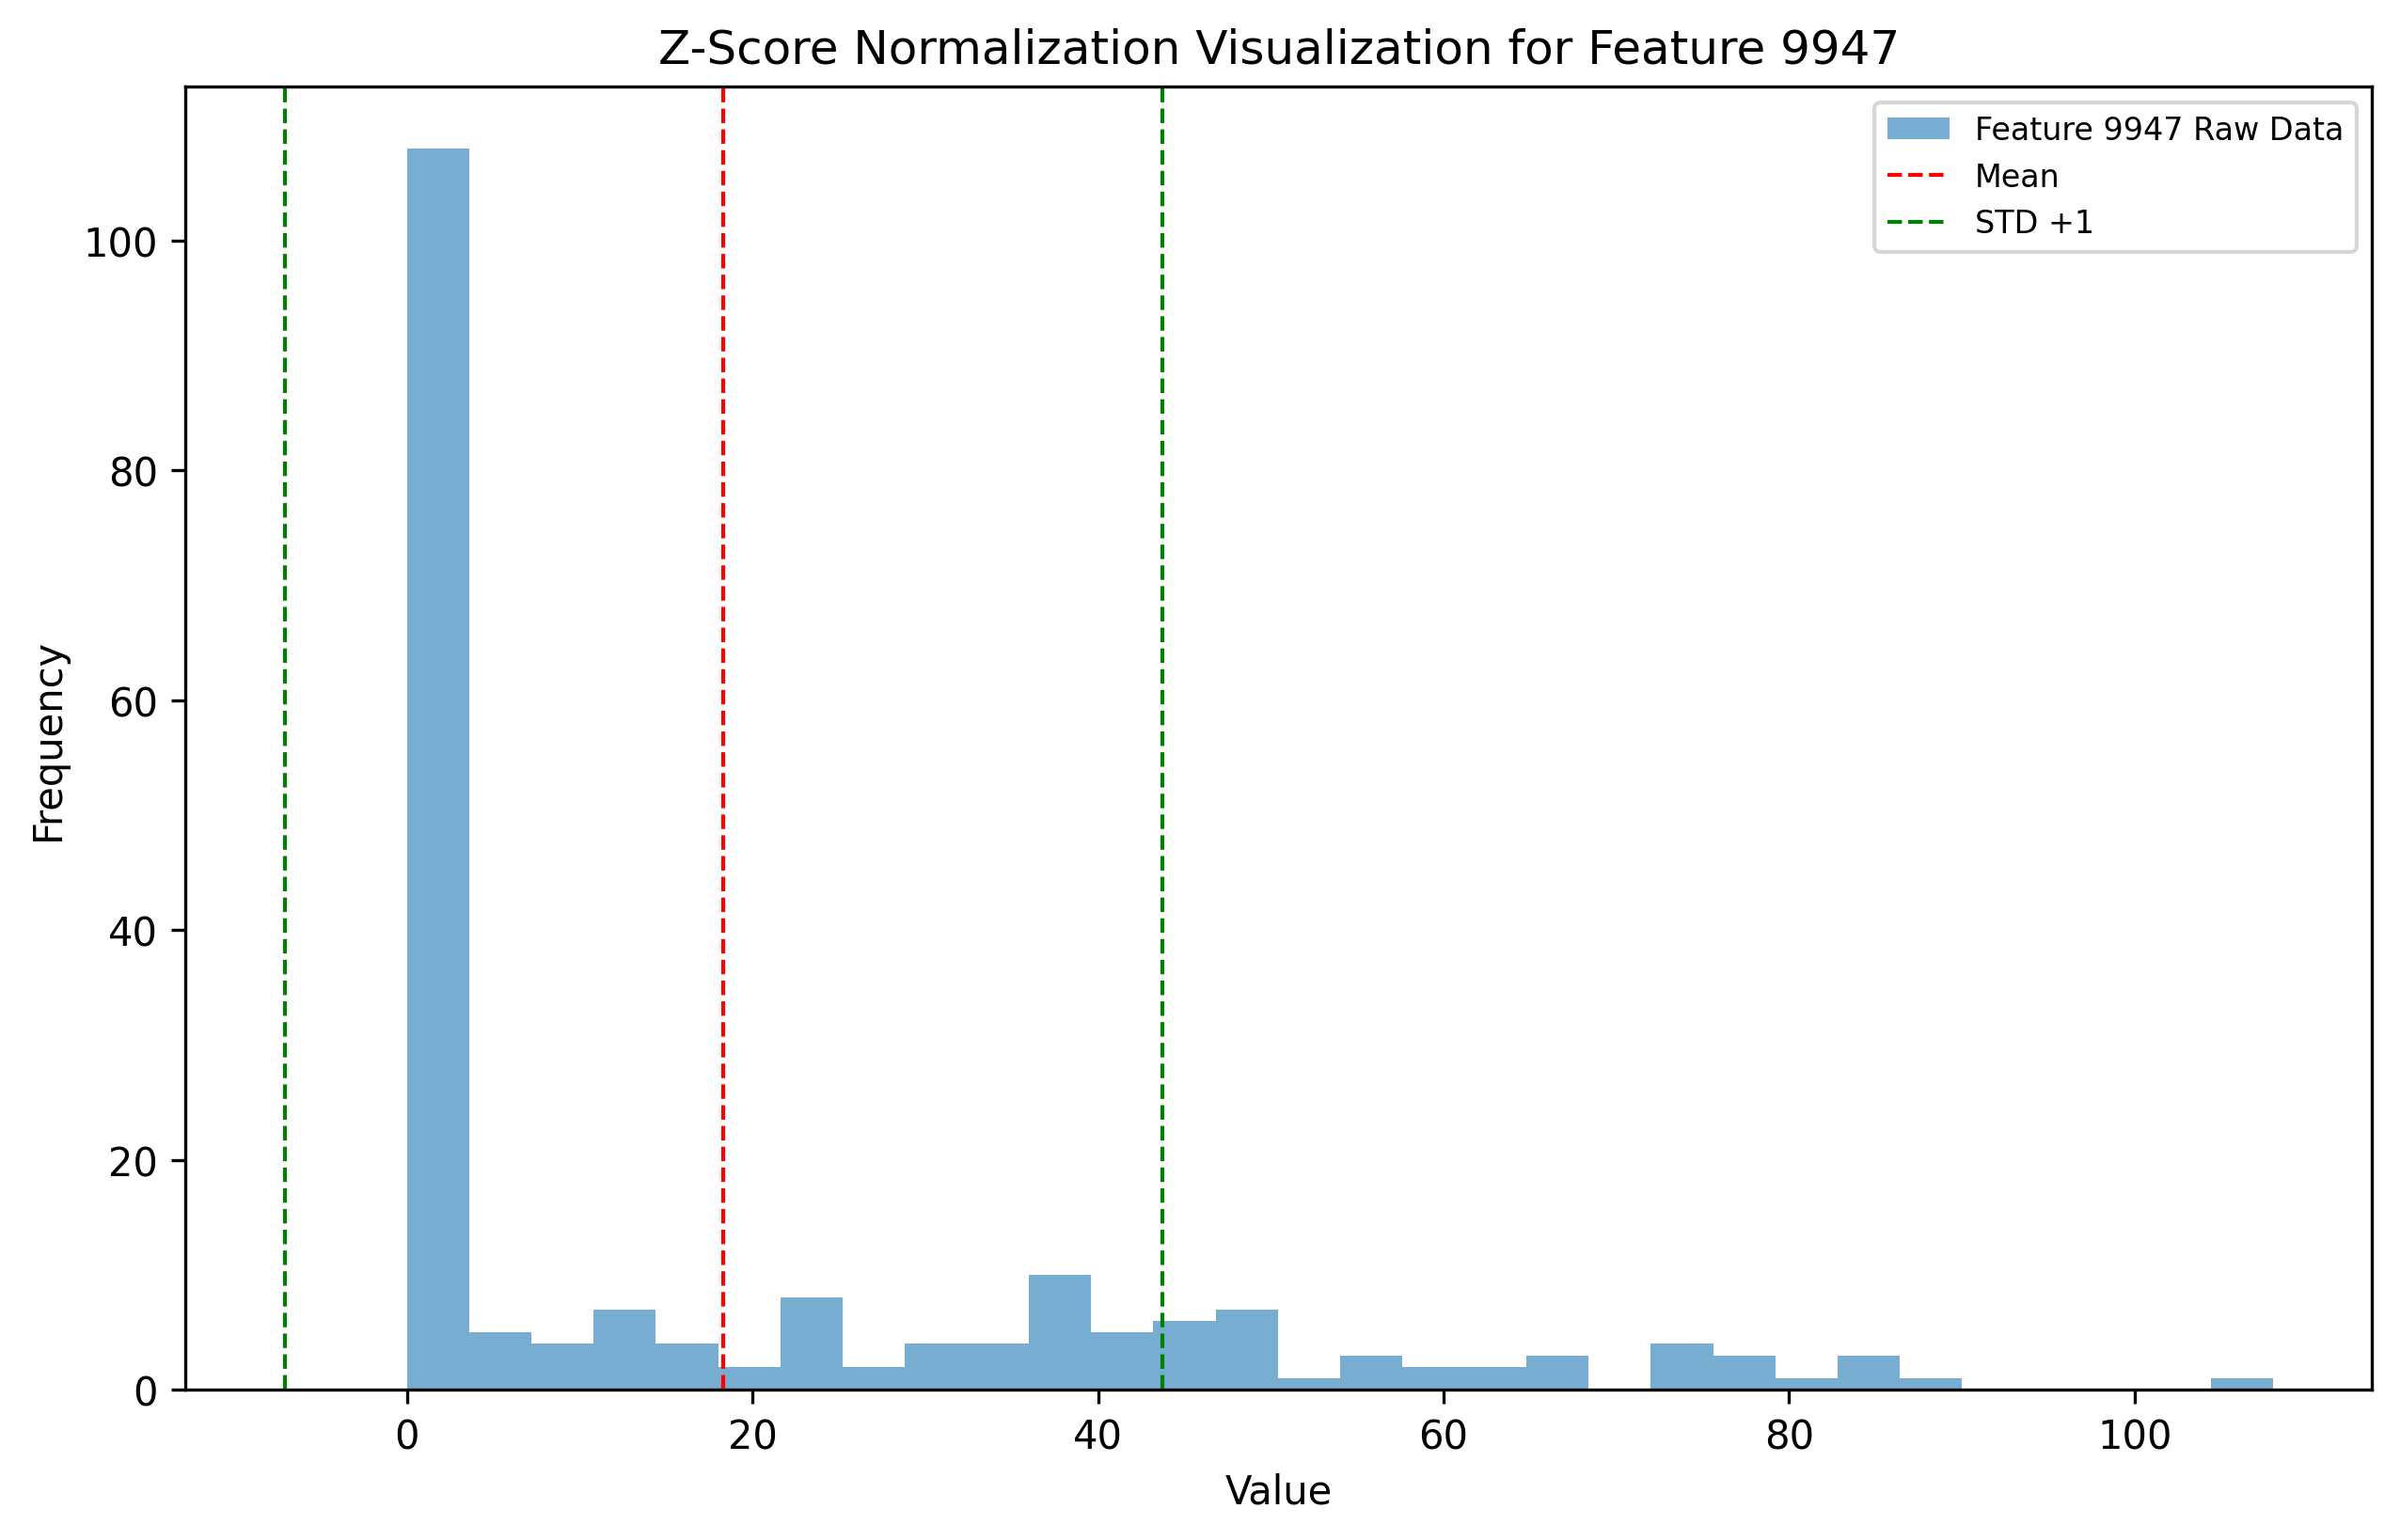 Z-Score Normalization Visualization for Feature 9947
Feature 9947 Raw Data
Mean
STD +1
Frequency
100
80
60
40
20
0
0 20 40 60 80 100
Value